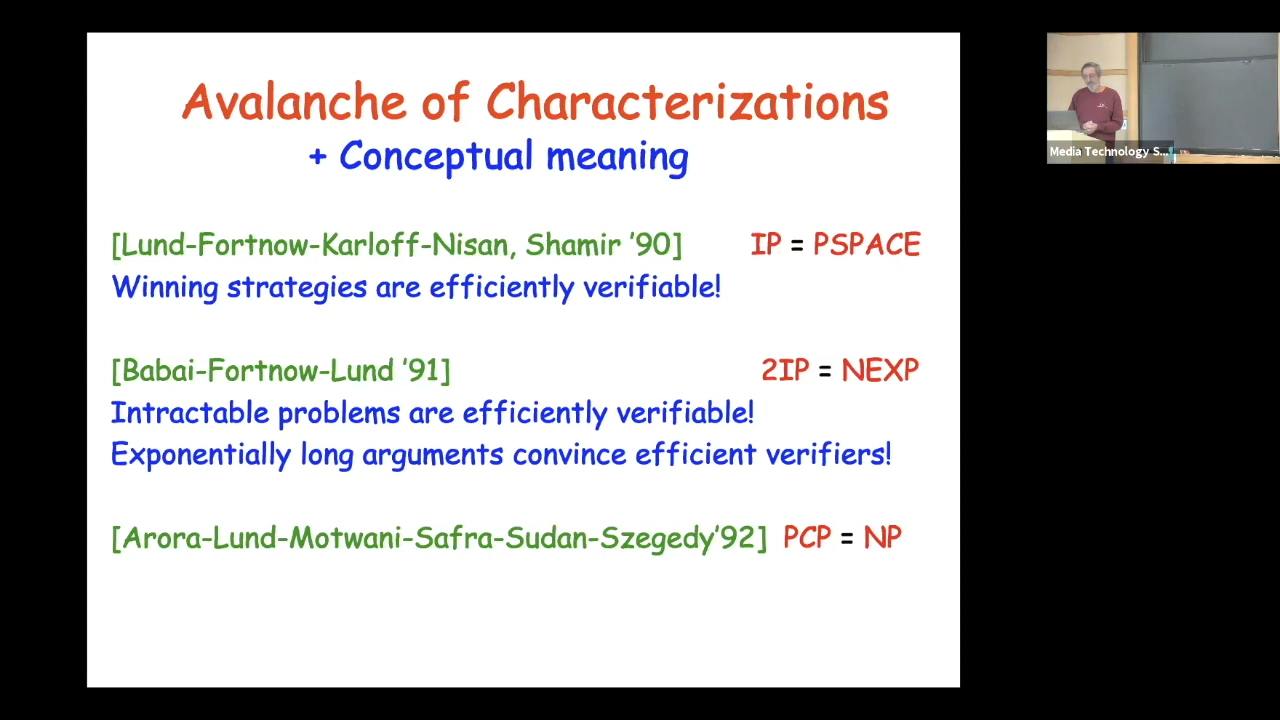 Avalanche of Characterizations
+ Conceptual meaning
[Lund-Fortnow-Karloff-Nisan, Shamir '90] IP = PSPACE
Winning strategies are efficiently verifiable!
[Babai-Fortnow-Lund '91] 2IP = NEXP
Intractable problems are efficiently verifiable!
Exponentially long arguments convince efficient verifiers!
[Arora-Lund-Motwani-Safra-Sudan-Szegedy'92] PCP = NP
Media Technology S...